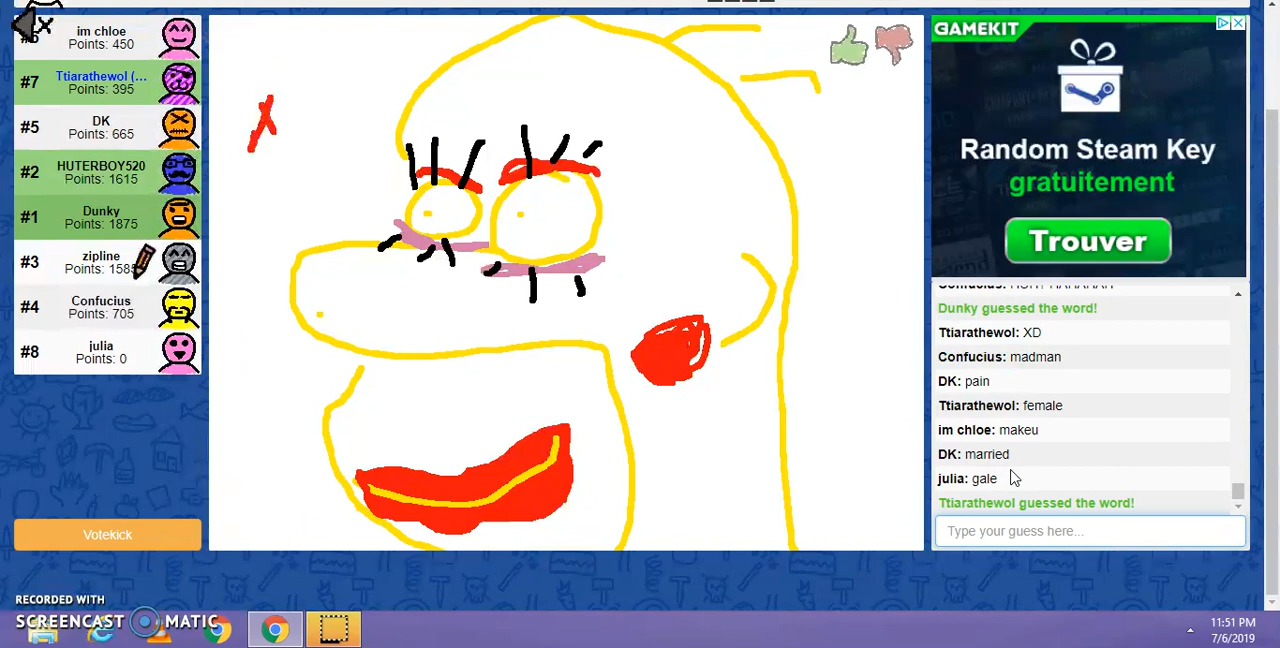 im chloe
Points: 450
#7
Ttiarathewol (...
Points: 395
#5
DK
Points: 665
#2
HUTERBOY520
Points: 1615
#1
Dunky
Points: 1875
#3
zipline
Points: 1585
#4
Confucius
Points: 705
#8
julia
Points: 0
Votekick
RECORDED WITH
SCREENCAST MATIC
GAMEKIT
Random Steam Key
gratuitement
Trouver
Dunky guessed the word!
Ttiarathewol: XD
Confucius: madman
DK: pain
Ttiarathewol: female
im chloe: makeu
DK: married
julia: gale
Ttiarathewol guessed the word!
Type your guess here...
11:51 PM
7/6/2019